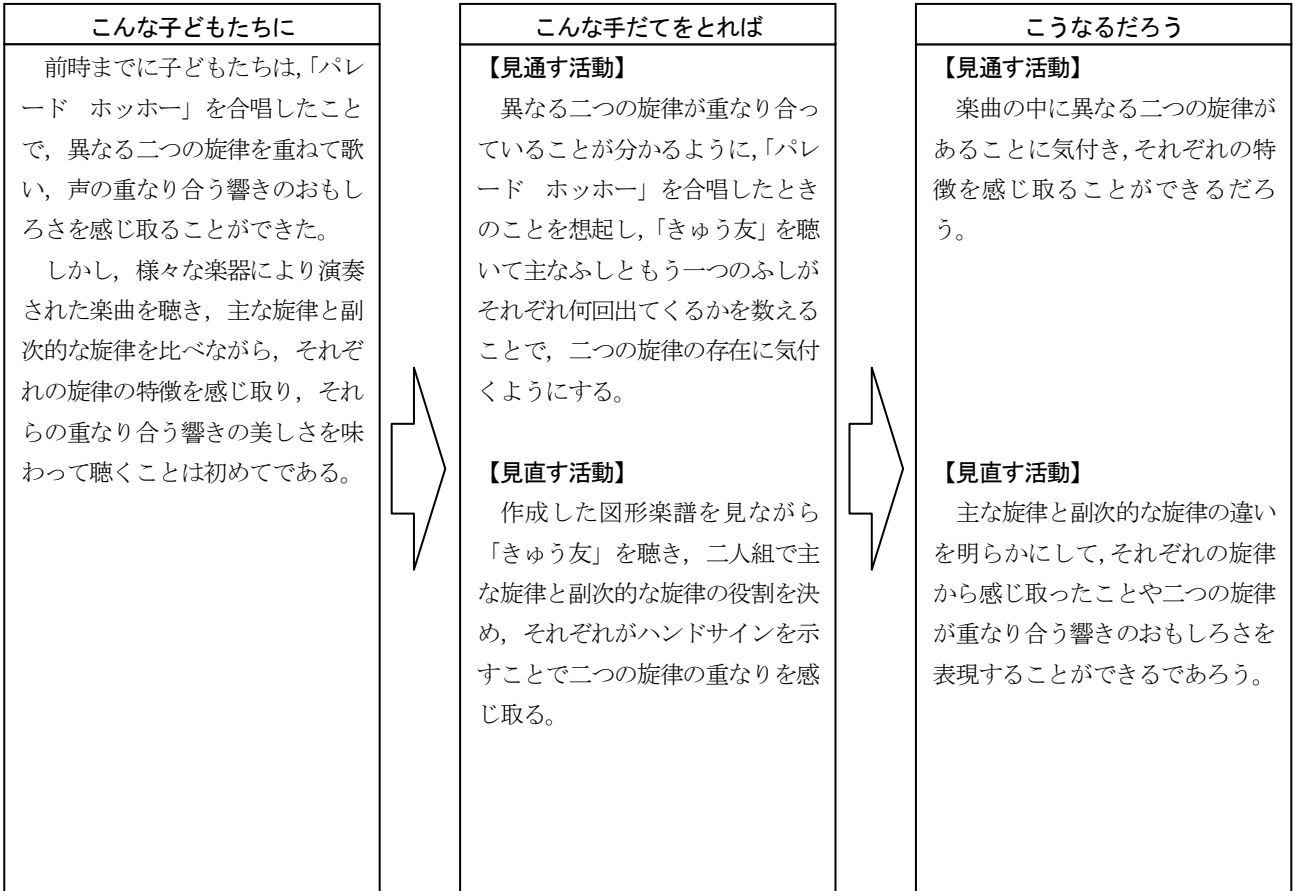 こんな子どもたちに
　前時までに子どもたちは，「パレ
ード　ホッホー」を合唱したこと
で，異なる二つの旋律を重ねて歌
い，声の重なり合う響きのおもし
ろさを感じ取ることができた。
　しかし，様々な楽器により演奏
された楽曲を聴き，主な旋律と副
次的な旋律を比べながら，それぞ
れの旋律の特徴を感じ取り，それ
らの重なり合う響きの美しさを味
わって聴くことは初めてである。
こんな手だてをとれば
【見通す活動】
　異なる二つの旋律が重なり合っ
ていることが分かるように，「パレ
ード　ホッホー」を合唱したとき
のことを想起し，「きゅう友」を聴
いて主なふしともう一つのふしが
それぞれ何回出てくるかを数える
ことで，二つの旋律の存在に気付
くようにする。
【見直す活動】
　作成した図形楽譜を見ながら
「きゅう友」を聴き，二人組で主
な旋律と副次的な旋律の役割を決
め，それぞれがハンドサインを示
すことで二つの旋律の重なりを感
じ取る。
こうなるだろう
【見通す活動】
　楽曲の中に異なる二つの旋律が
あることに気付き，それぞれの特
徴を感じ取ることができるだろ
う。
【見直す活動】
　主な旋律と副次的な旋律の違い
を明らかにして，それぞれの旋律
から感じ取ったことや二つの旋律
が重なり合う響きのおもしろさを
表現することができるであろう。